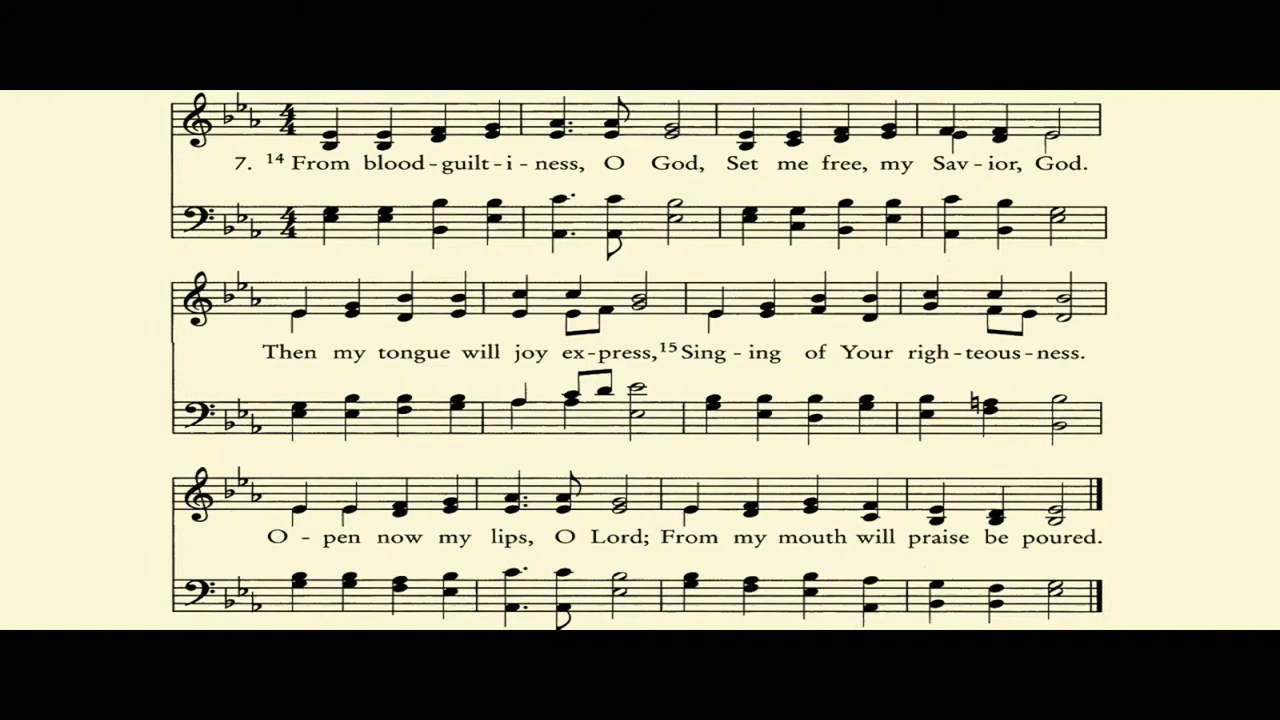 7. 14 From blood-guilt-i-ness, O God, Set me free, my Sav-ior, God.
Then my tongue will joy ex-press, 15 Sing-ing of Your righ-teous-ness.
O-pen now my lips, O Lord; From my mouth will praise be poured.